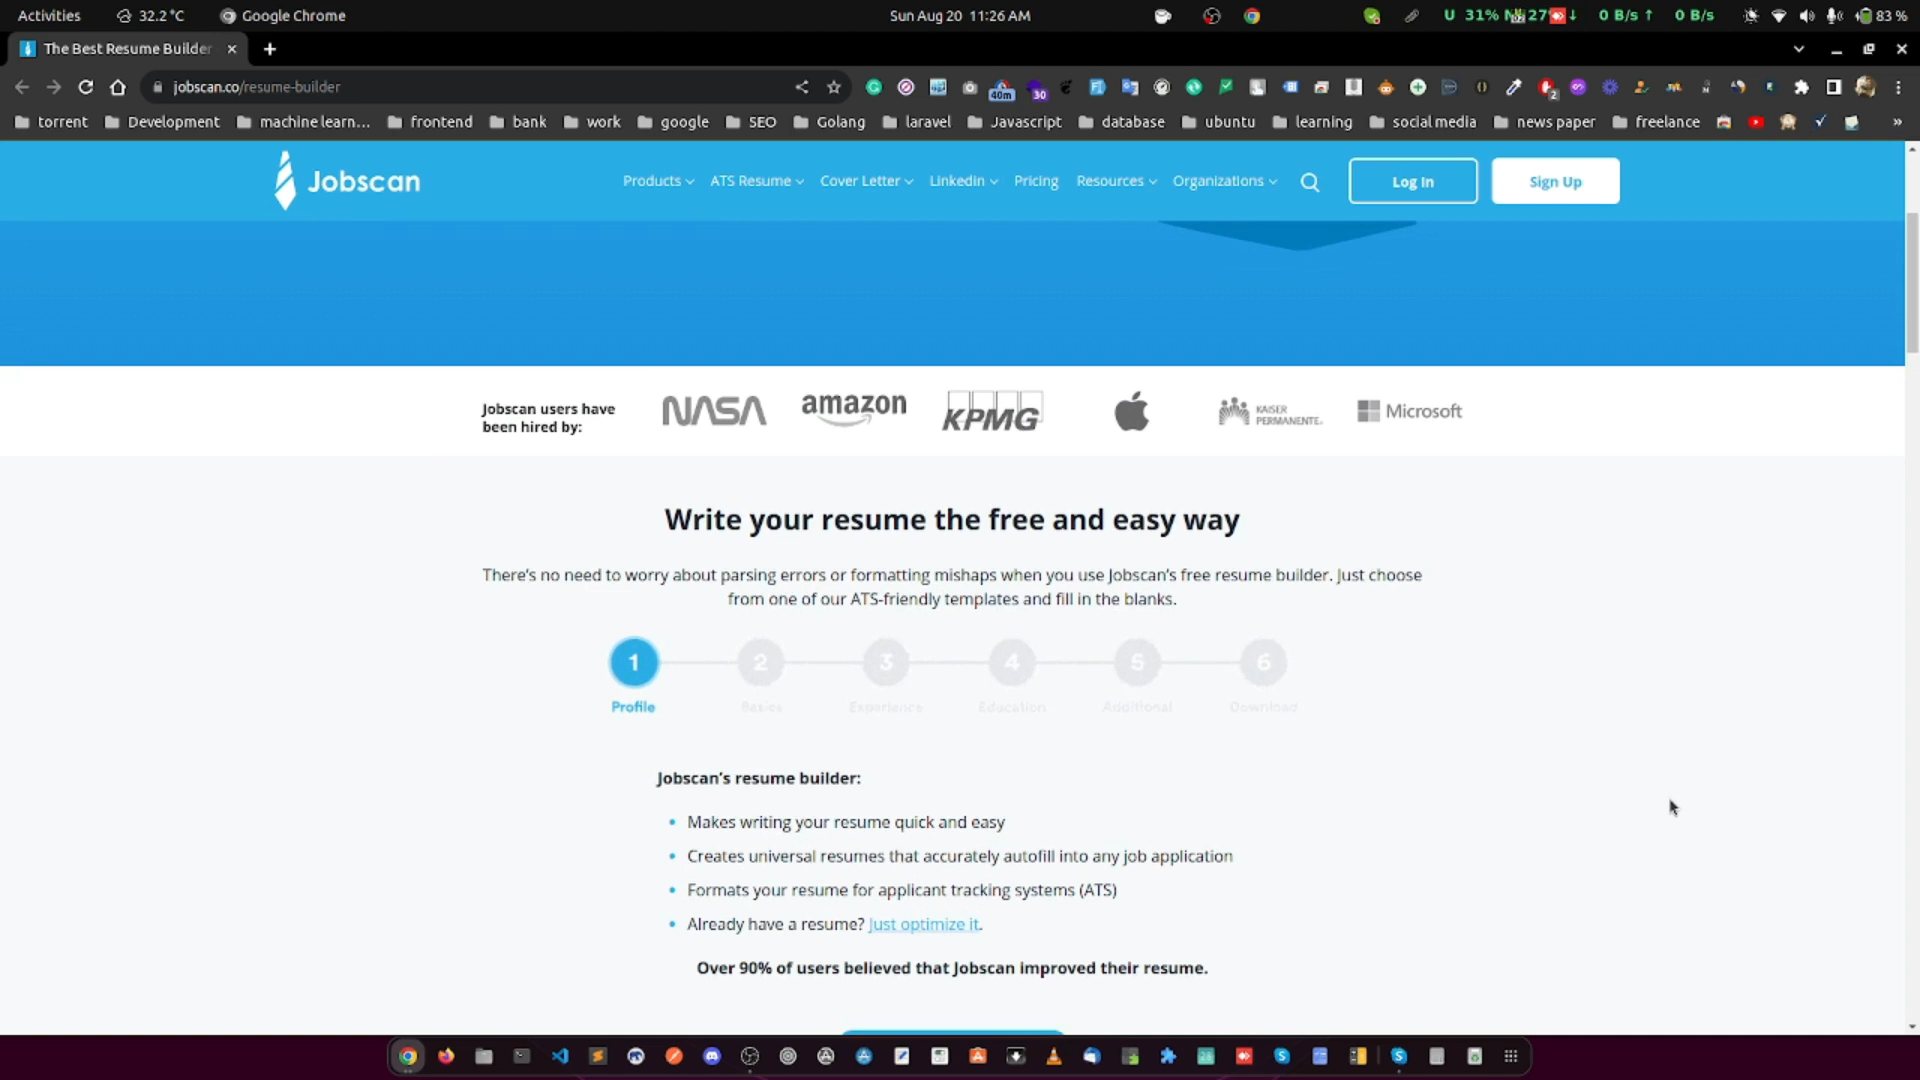 Activities 32.2 °C Google Chrome Sun Aug 20 11:26 AM U 31% 0 B/s ↑ 0 B/s 83 %
The Best Resume Builder
jobscan.co/resume-builder 40m 30 2
torrent Development machine learn... frontend bank work google SEO Golang laravel Javascript database ubuntu learning social media news paper freelance »
Jobscan Products ATS Resume Cover Letter Linkedin Pricing Resources Organizations Log In Sign Up
Jobscan users have
been hired by:
NASA amazon KPMG KAISER PERMANENTE. Microsoft
Write your resume the free and easy way
There's no need to worry about parsing errors or formatting mishaps when you use Jobscan's free resume builder. Just choose
from one of our ATS-friendly templates and fill in the blanks.
1 2 3 4 5 6
Profile Basics Experience Education Additional Download
Jobscan's resume builder:
• Makes writing your resume quick and easy
• Creates universal resumes that accurately autofill into any job application
• Formats your resume for applicant tracking systems (ATS)
• Already have a resume? Just optimize it.
Over 90% of users believed that Jobscan improved their resume.